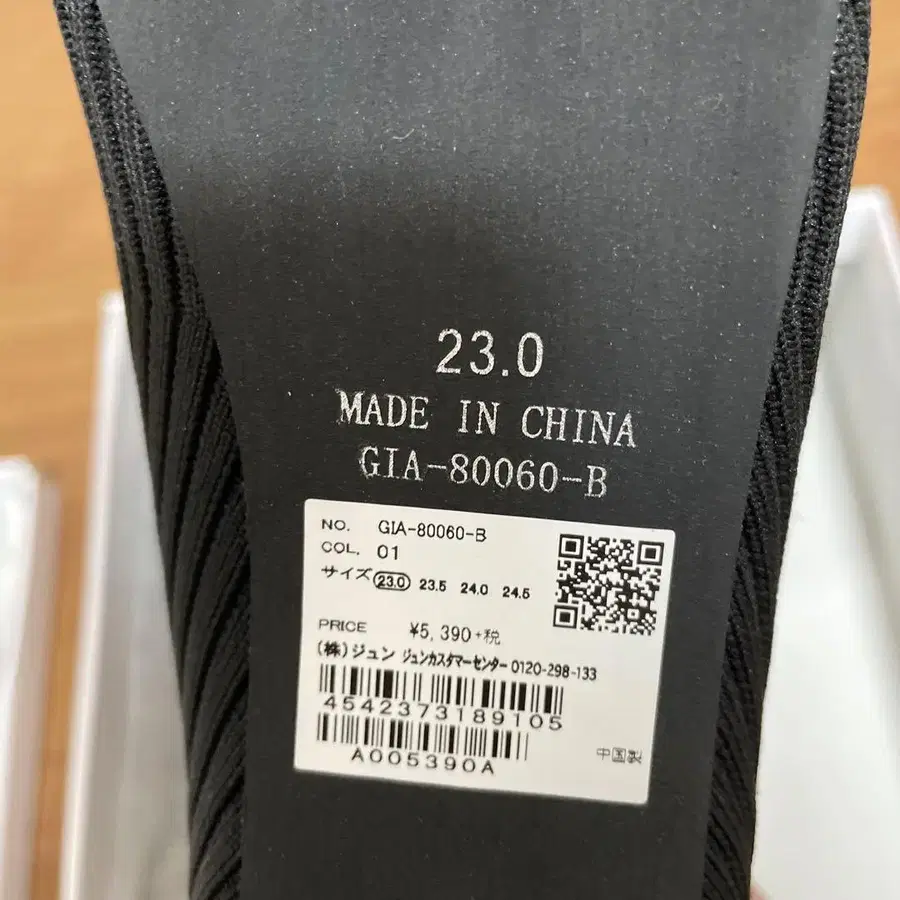 23.0
MADE IN CHINA
GIA-80060-B
NO. GIA-80060-B
COL. 01
サイズ 23.0 23.5 24.0 24.5
PRICE ¥5,390+税
(株)ジュン ジュンカスタマーセンター 0120-298-133
4542373189105
A005390A
中国製